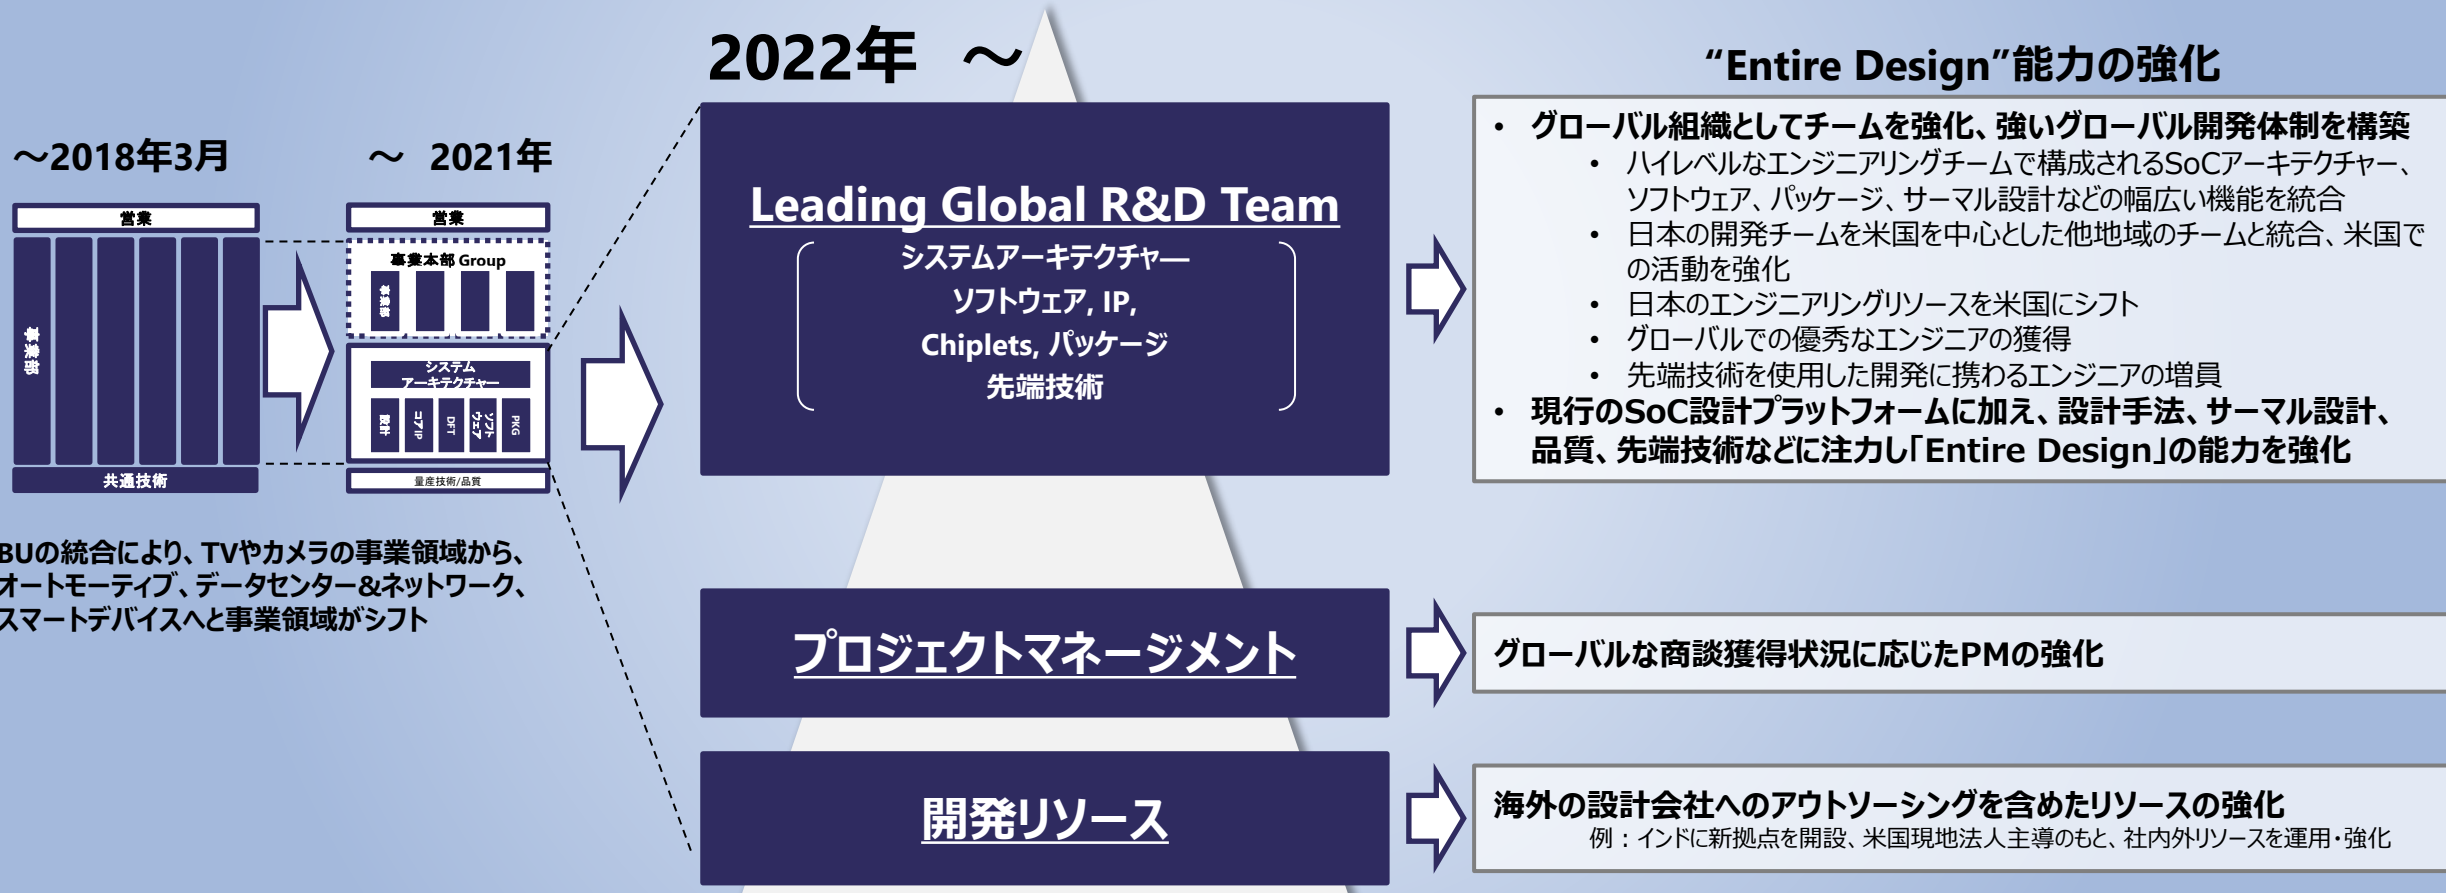 2022年 ～
～2018年3月
営業
事業部
共通技術
～ 2021年
営業
事業本部 Group
事業部
システム
アーキテクチャー
設計
コア IP
DFT
ソフト
ウェア
PKG
量産技術/品質
BUの統合により、TVやカメラの事業領域から、
オートモーティブ、データセンター&ネットワーク、
スマートデバイスへと事業領域がシフト
Leading Global R&D Team
システムアーキテクチャ―
ソフトウェア, IP,
Chiplets, パッケージ
先端技術
プロジェクトマネージメント
開発リソース
“Entire Design”能力の強化
• グローバル組織としてチームを強化、強いグローバル開発体制を構築
• ハイレベルなエンジニアリングチームで構成されるSoCアーキテクチャー、
ソフトウェア、パッケージ、サーマル設計などの幅広い機能を統合
• 日本の開発チームを米国を中心とした他地域のチームと統合、米国で
の活動を強化
• 日本のエンジニアリングリソースを米国にシフト
• グローバルでの優秀なエンジニアの獲得
• 先端技術を使用した開発に携わるエンジニアの増員
• 現行のSoC設計プラットフォームに加え、設計手法、サーマル設計、
品質、先端技術などに注力し「Entire Design」の能力を強化
グローバルな商談獲得状況に応じたPMの強化
海外の設計会社へのアウトソーシングを含めたリソースの強化
例：インドに新拠点を開設、米国現地法人主導のもと、社内外リソースを運用・強化